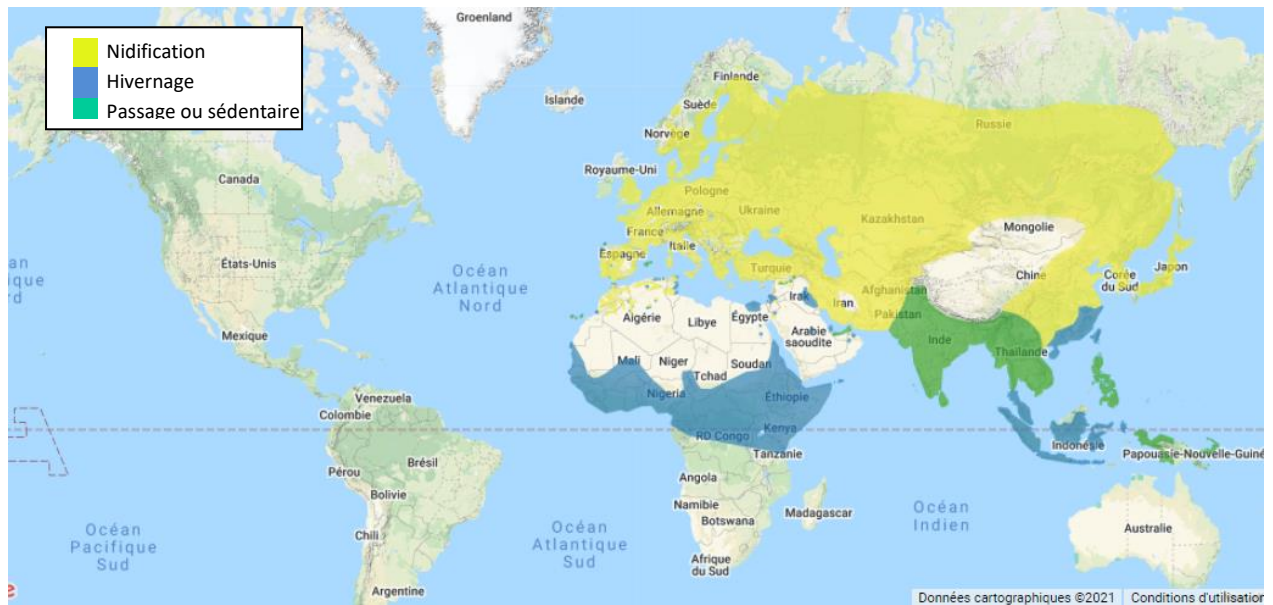 Nidification
Hivernage
Passage ou sédentaire
Groenland
Finlande
Islande
Suède
Russie
Norvège
Royaume-Uni
Canada
Pologne
Allemagne
Ukraine
Kazakhstan
France
Mongolie
Espagne
Italie
États-Unis
Turquie
Chine
Corée
du Sud
Japon
Océan
Atlantique
Nord
Afghanistan
Irak
Iran
Pakistan
Algérie
Libye
Égypte
Arabie
saoudite
Inde
Mexique
Mali
Niger
Tchad
Soudan
Thaïlande
Nigeria
Éthiopie
Venezuela
Colombie
RD Congo
Kenya
Indonésie
Papouasie-Nouvelle-Guiné
Tanzanie
Pérou
Brésil
Angola
Bolivie
Namibie
Botswana
Madagascar
Océan
Indien
Australie
Océan
Pacifique
Sud
Chili
Océan
Atlantique
Sud
Afrique
du Sud
Argentine
Données cartographiques ©2021
Conditions d'utilisation